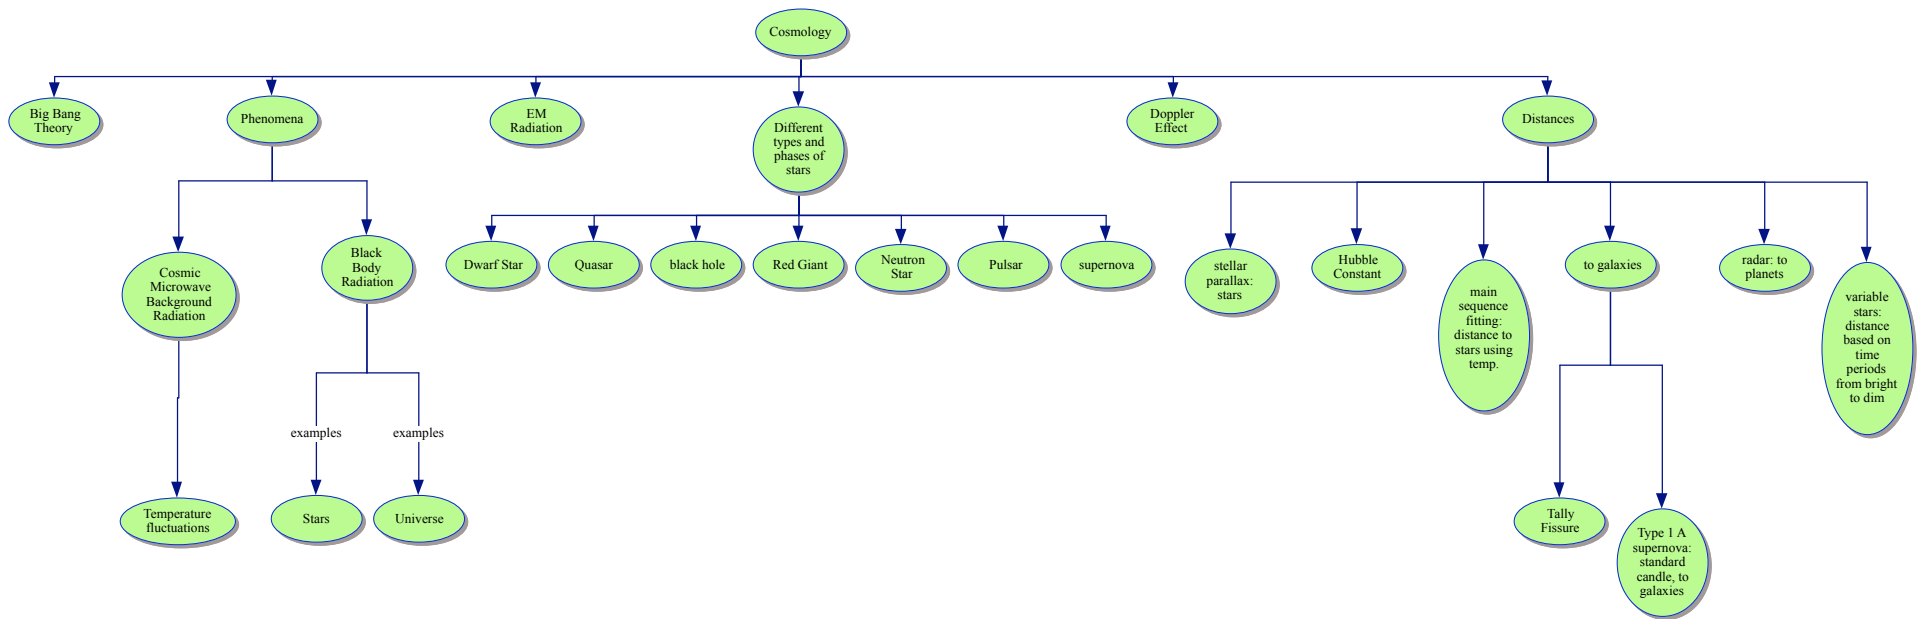 Cosmology
Big Bang
Theory
Phenomena
EM
Radiation
Different
types and
phases of
stars
Doppler
Effect
Distances
Cosmic
Microwave
Background
Radiation
Black
Body
Radiation
Dwarf Star
Quasar
black hole
Red Giant
Neutron
Star
Pulsar
supernova
stellar
parallax:
stars
Hubble
Constant
main
sequence
fitting:
distance to
stars using
temp.
to galaxies
radar: to
planets
variable
stars:
distance
based on
time
periods
from bright
to dim
examples
examples
Temperature
fluctuations
Stars
Universe
Tally
Fissure
Type 1 A
supernova:
standard
candle, to
galaxies